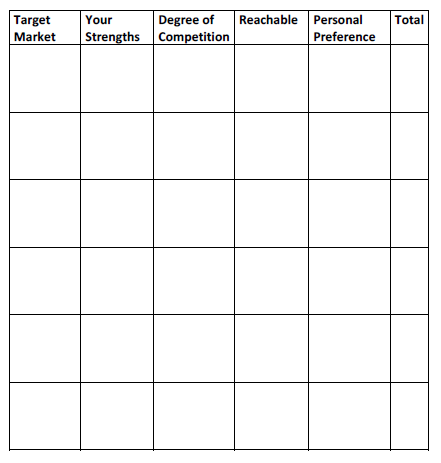 Target Market
Your Strengths
Degree of Competition
Reachable
Personal Preference
Total